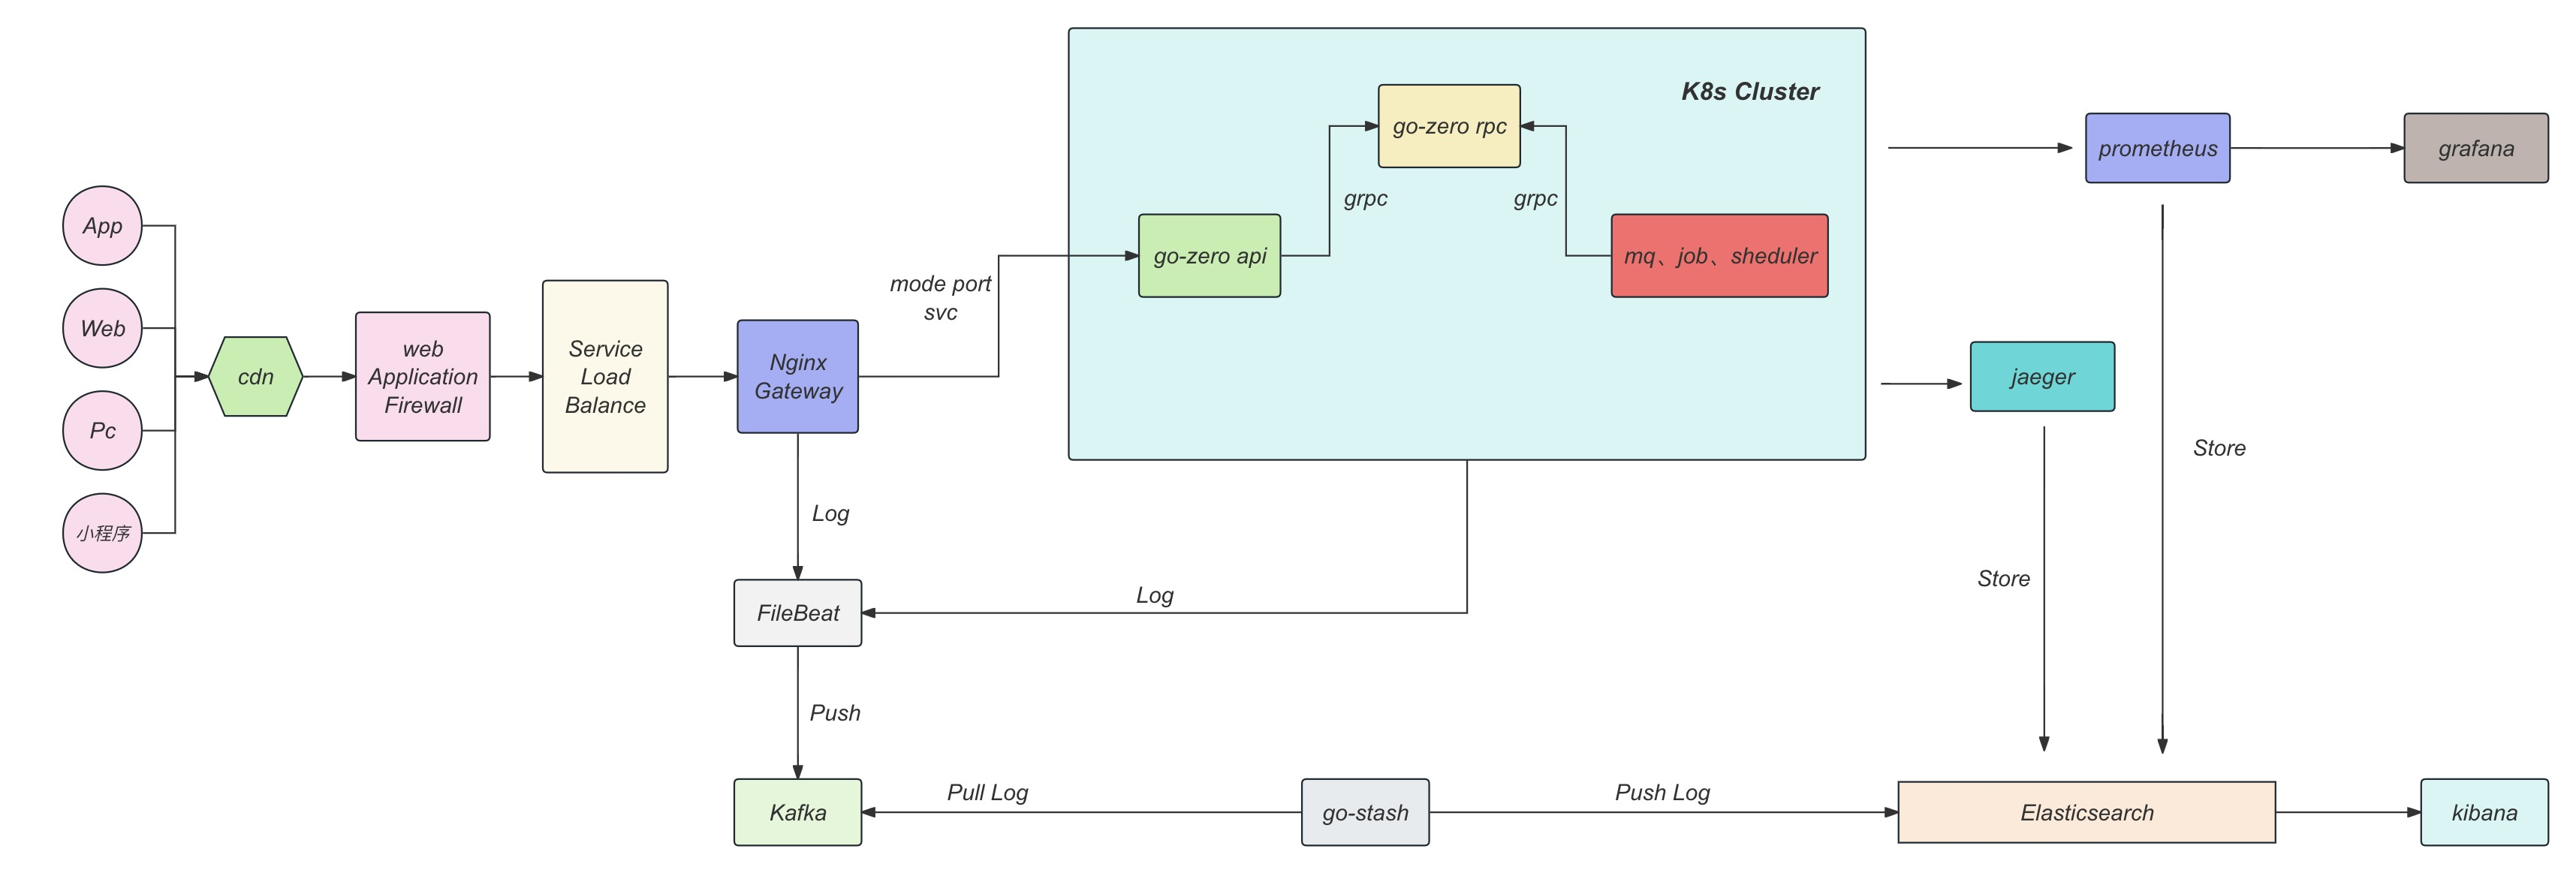 K8s Cluster
go-zero rpc
prometheus
grafana
grpc
grpc
App
go-zero api
mq、job、sheduler
mode port
svc
Web
cdn
web
Application
Firewall
Service
Load
Balance
Nginx
Gateway
jaeger
Pc
Store
Log
小程序
Store
Log
FileBeat
Push
Pull Log
Push Log
Kafka
go-stash
Elasticsearch
kibana